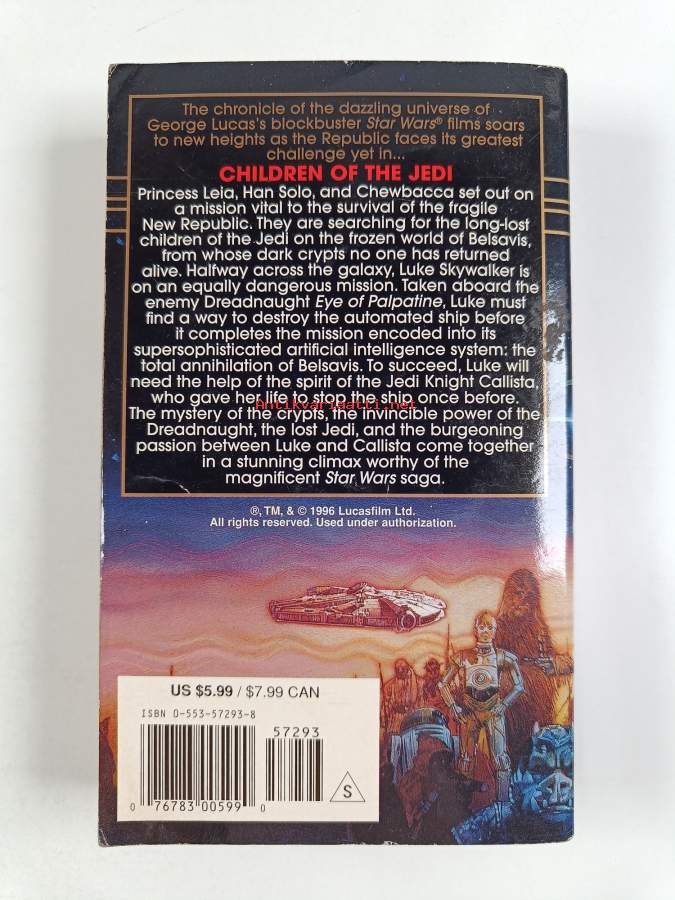 The chronicle of the dazzling universe of
George Lucas's blockbuster Star Wars® films soars
to new heights as the Republic faces its greatest
challenge yet in...
CHILDREN OF THE JEDI
Princess Leia, Han Solo, and Chewbacca set out on
a mission vital to the survival of the fragile
New Republic. They are searching for the long-lost
children of the Jedi on the frozen world of Belsavis,
from whose dark crypts no one has returned
alive. Halfway across the galaxy, Luke Skywalker is
on an equally dangerous mission. Taken aboard the
enemy Dreadnaught Eye of Palpatine, Luke must
find a way to destroy the automated ship before
it completes the mission encoded into its
supersophisticated artificial intelligence system: the
total annihilation of Belsavis. To succeed, Luke will
need the help of the spirit of the Jedi Knight Callista,
who gave her life to stop the ship once before.
Antikvariaatti.net
The mystery of the crypts, the invincible power of the
Dreadnaught, the lost Jedi, and the burgeoning
passion between Luke and Callista come together
in a stunning climax worthy of the
magnificent Star Wars saga.
®, TM, & © 1996 Lucasfilm Ltd.
All rights reserved. Used under authorization.
US $5.99 / $7.99 CAN
ISBN 0-553-57293-8
57293
0 76783 00599 0
S